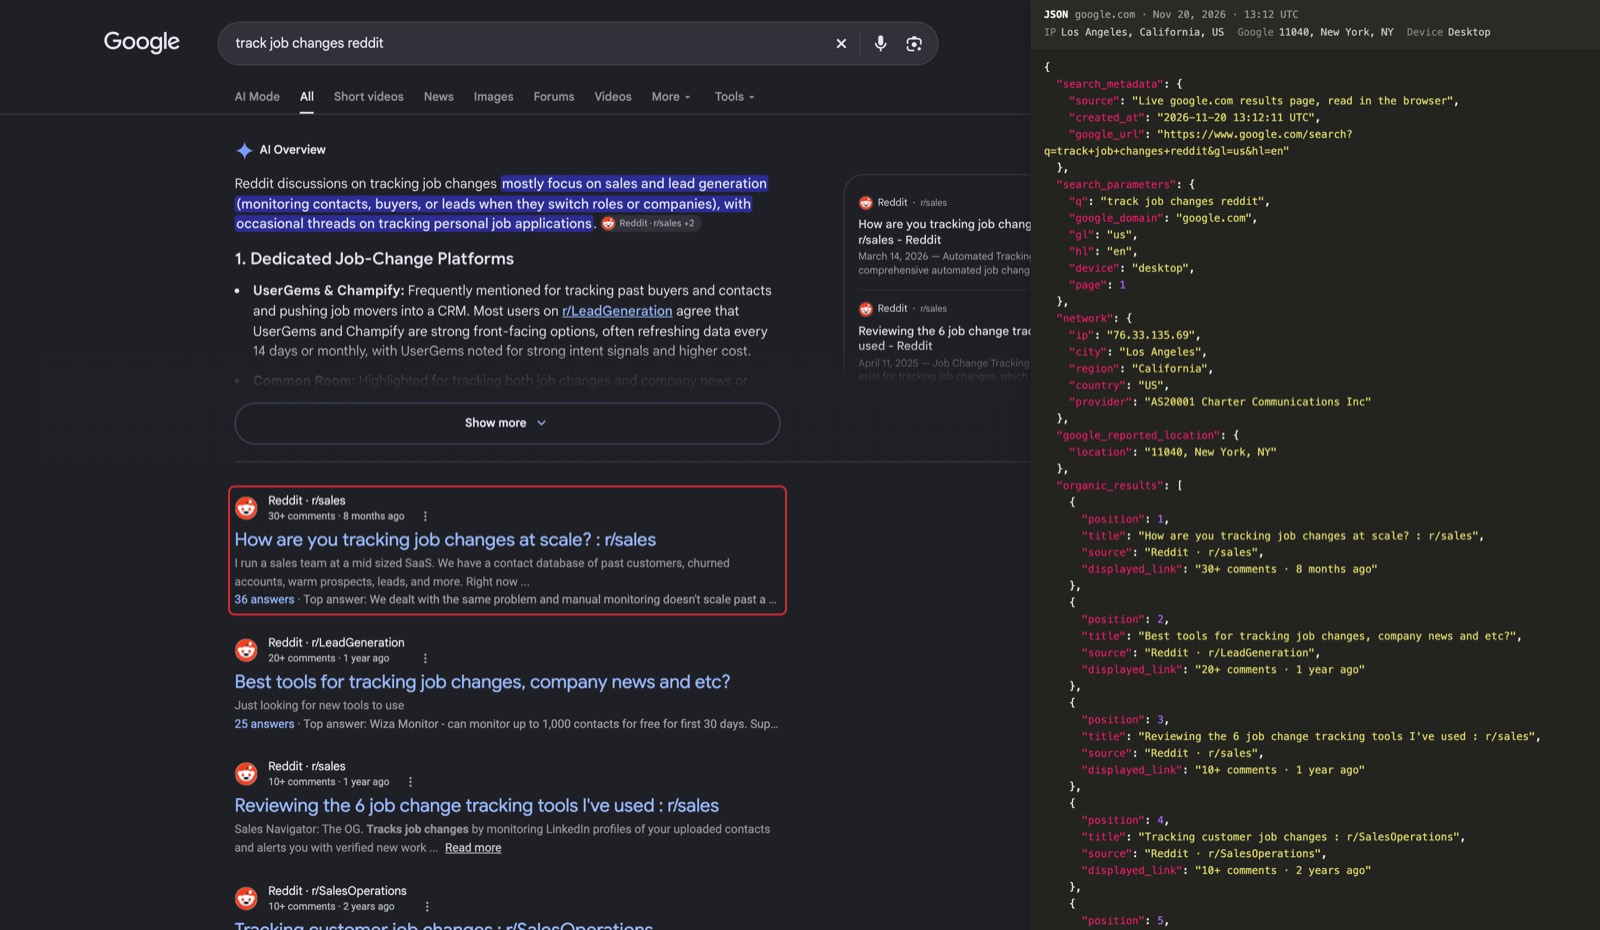 Google
track job changes reddit
AI Mode All Short videos News Images Forums Videos More Tools
AI Overview
Reddit discussions on tracking job changes mostly focus on sales and lead generation
(monitoring contacts, buyers, or leads when they switch roles or companies), with
occasional threads on tracking personal job applications. Reddit · r/sales +2
1. Dedicated Job-Change Platforms
• UserGems & Champify: Frequently mentioned for tracking past buyers and contacts
and pushing job movers into a CRM. Most users on r/LeadGeneration agree that
UserGems and Champify are strong front-facing options, often refreshing data every
14 days or monthly, with UserGems noted for strong intent signals and higher cost.
• Common Room: Highlighted for tracking both job changes and company news or
Show more
Reddit · r/sales
How are you tracking job chang
r/sales - Reddit
March 14, 2026 — Automated Tracking
comprehensive automated job chang
Reddit · r/sales
Reviewing the 6 job change trac
used - Reddit
April 11, 2025 — Job Change Tracking
exist for tracking job changes, which
Reddit · r/sales
30+ comments · 8 months ago
How are you tracking job changes at scale? : r/sales
I run a sales team at a mid sized SaaS. We have a contact database of past customers, churned
accounts, warm prospects, leads, and more. Right now ...
36 answers · Top answer: We dealt with the same problem and manual monitoring doesn't scale past a ...
Reddit · r/LeadGeneration
20+ comments · 1 year ago
Best tools for tracking job changes, company news and etc?
Just looking for new tools to use
25 answers · Top answer: Wiza Monitor - can monitor up to 1,000 contacts for free for first 30 days. Sup...
Reddit · r/sales
10+ comments · 1 year ago
Reviewing the 6 job change tracking tools I've used : r/sales
Sales Navigator: The OG. Tracks job changes by monitoring LinkedIn profiles of your uploaded contacts
and alerts you with verified new work ... Read more
Reddit · r/SalesOperations
10+ comments · 2 years ago
Tracking customer job changes : r/SalesOperations
JSON google.com · Nov 20, 2026 · 13:12 UTC
IP Los Angeles, California, US Google 11040, New York, NY Device Desktop
{
"search_metadata": {
"source": "Live google.com results page, read in the browser",
"created_at": "2026-11-20 13:12:11 UTC",
"google_url": "https://www.google.com/search?
q=track+job+changes+reddit&gl=us&hl=en"
},
"search_parameters": {
"q": "track job changes reddit",
"google_domain": "google.com",
"gl": "us",
"hl": "en",
"device": "desktop",
"page": 1
},
"network": {
"ip": "76.33.135.69",
"city": "Los Angeles",
"region": "California",
"country": "US",
"provider": "AS20001 Charter Communications Inc"
},
"google_reported_location": {
"location": "11040, New York, NY"
},
"organic_results": [
{
"position": 1,
"title": "How are you tracking job changes at scale? : r/sales",
"source": "Reddit · r/sales",
"displayed_link": "30+ comments · 8 months ago"
},
{
"position": 2,
"title": "Best tools for tracking job changes, company news and etc?",
"source": "Reddit · r/LeadGeneration",
"displayed_link": "20+ comments · 1 year ago"
},
{
"position": 3,
"title": "Reviewing the 6 job change tracking tools I've used : r/sales",
"source": "Reddit · r/sales",
"displayed_link": "10+ comments · 1 year ago"
},
{
"position": 4,
"title": "Tracking customer job changes : r/SalesOperations",
"source": "Reddit · r/SalesOperations",
"displayed_link": "10+ comments · 2 years ago"
},
{
"position": 5,